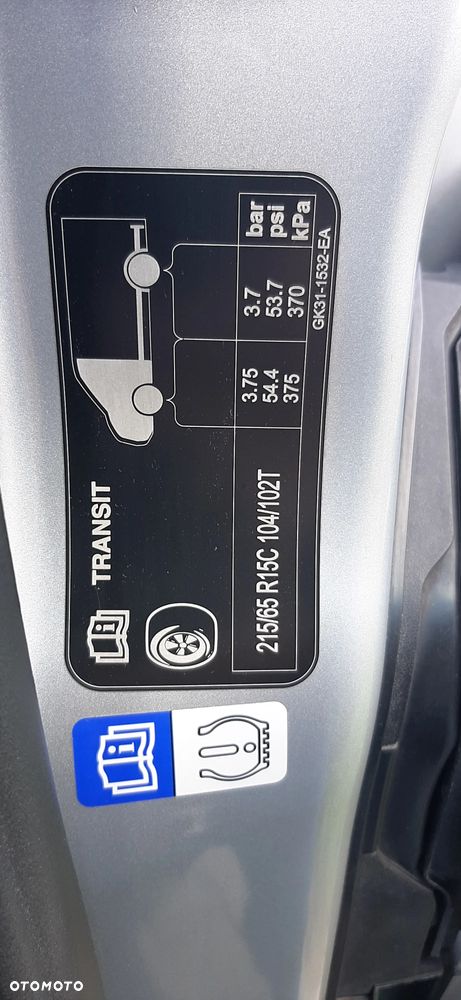 TRANSIT
215/65 R15C 104/102T
3.75 3.7 bar
54.4 53.7 psi
375 370 kPa
GK31-1532-EA
OTOMOTO